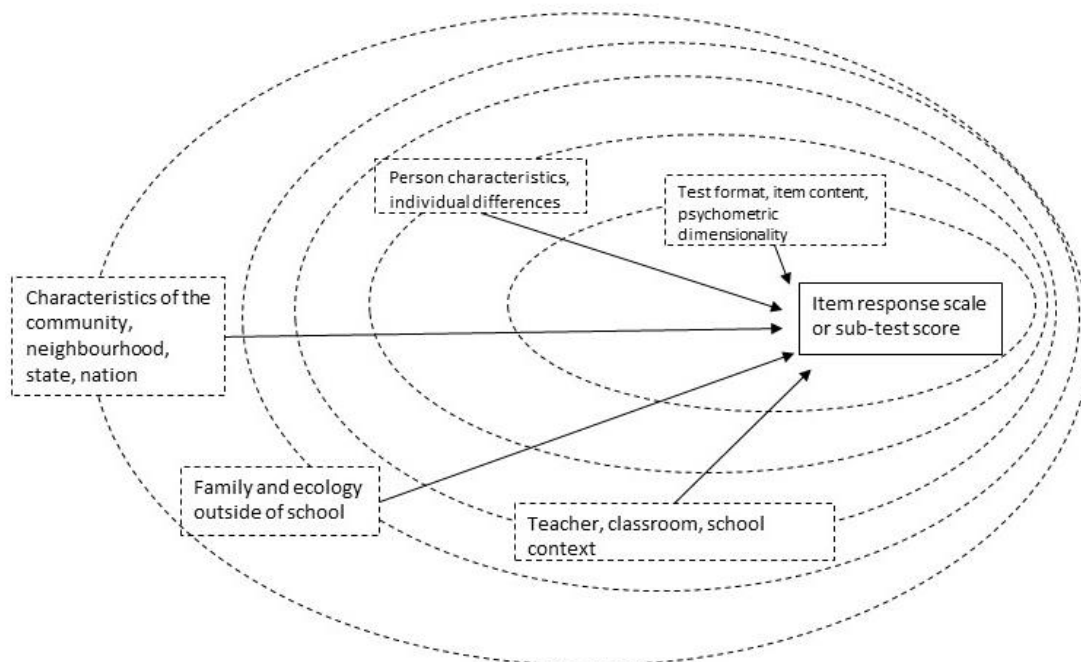 Person characteristics,
individual differences
Test format, item content,
psychometric
dimensionality
Characteristics of the
community,
neighbourhood,
state, nation
Item response scale
or sub-test score
Family and ecology
outside of school
Teacher, classroom, school
context